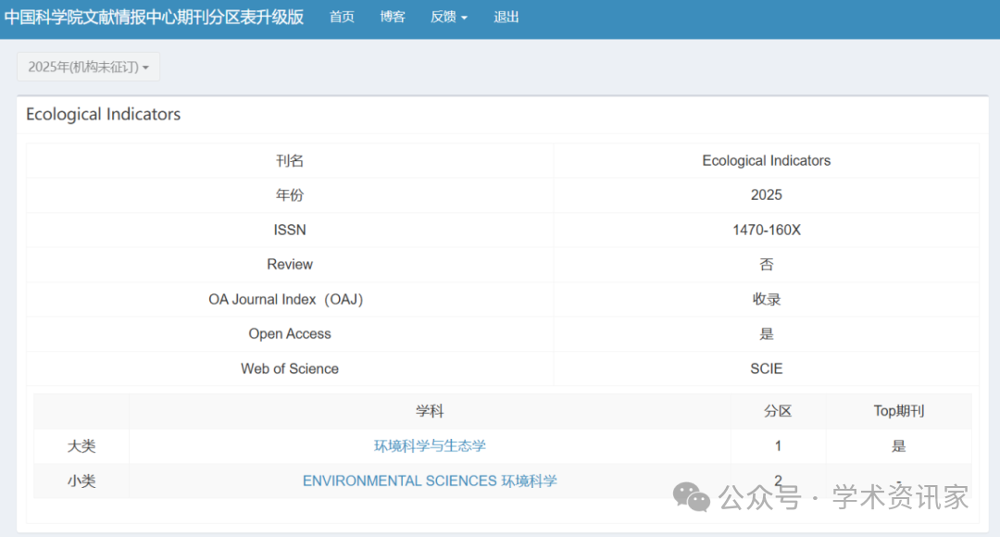 中国科学院文献情报中心期刊分区表升级版 首页 博客 反馈 退出
2025年(机构未征订)
Ecological Indicators
刊名 Ecological Indicators
年份 2025
ISSN 1470-160X
Review 否
OA Journal Index（OAJ） 收录
Open Access 是
Web of Science SCIE
学科 分区 Top期刊
大类 环境科学与生态学 1 是
小类 ENVIRONMENTAL SCIENCES 环境科学 2 -
公众号 · 学术资讯家